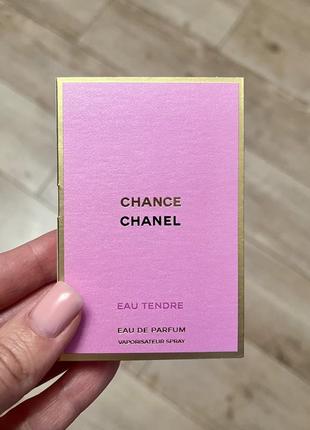 CHANCE
CHANEL
EAU TENDRE
EAU DE PARFUM
VAPORISATEUR SPRAY